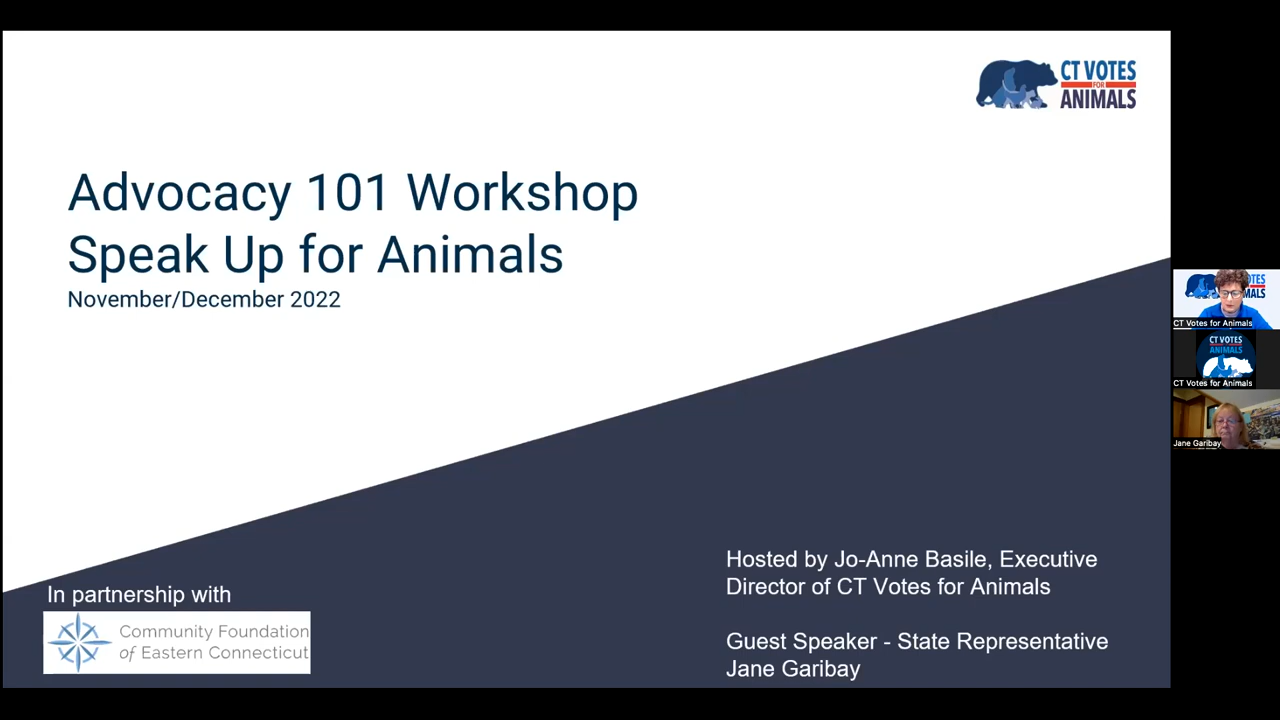 CT VOTES
FOR
ANIMALS
Advocacy 101 Workshop
Speak Up for Animals
November/December 2022
OTES
MALS
CT Votes for Animals
CT VOTES
ANIMALS
CT Votes for Animals
Jane Garibay
Hosted by Jo-Anne Basile, Executive
Director of CT Votes for Animals
Guest Speaker - State Representative
Jane Garibay
In partnership with
Community Foundation
of Eastern Connecticut